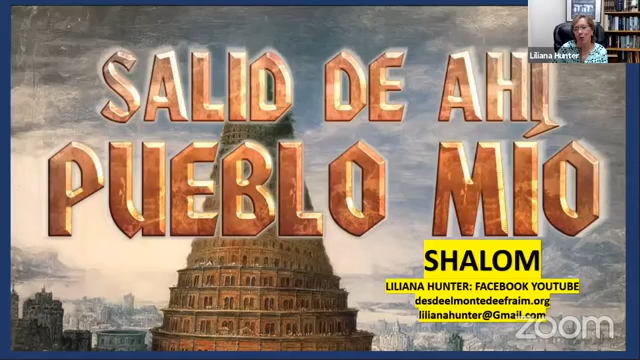 Liliana Hunter
SALID DE AHÍ
PUEBLO MÍO
SHALOM
LILIANA HUNTER: FACEBOOK YOUTUBE
desdeelmontedeefraim.org
lilianahunter@Gmail.com
zoom